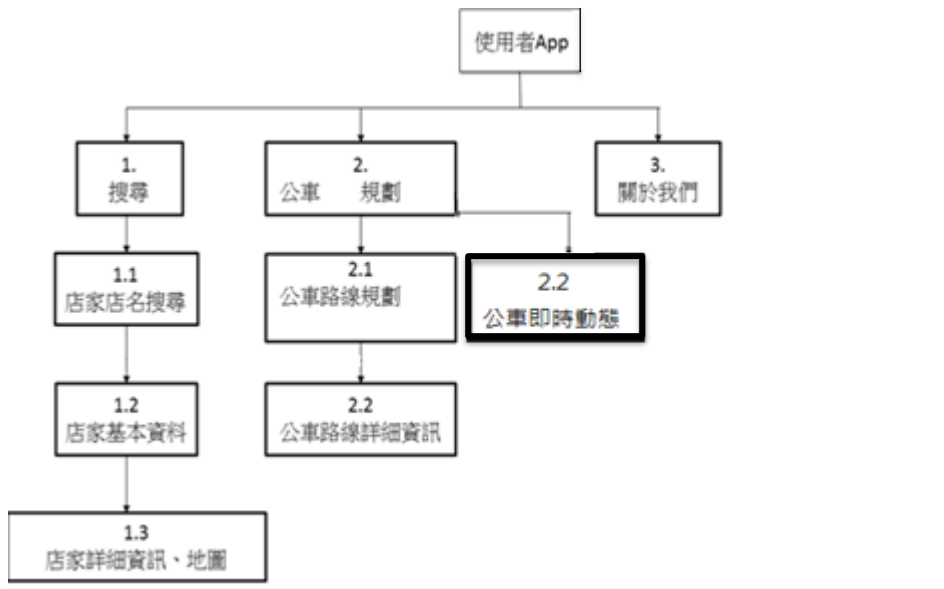 使用者App
1.
搜尋
2.
公車 規劃
3.
關於我們
1.1
店家店名搜尋
2.1
公車路線規劃
2.2
公車即時動態
1.2
店家基本資料
2.2
公車路線詳細資訊
1.3
店家詳細資訊、地圖